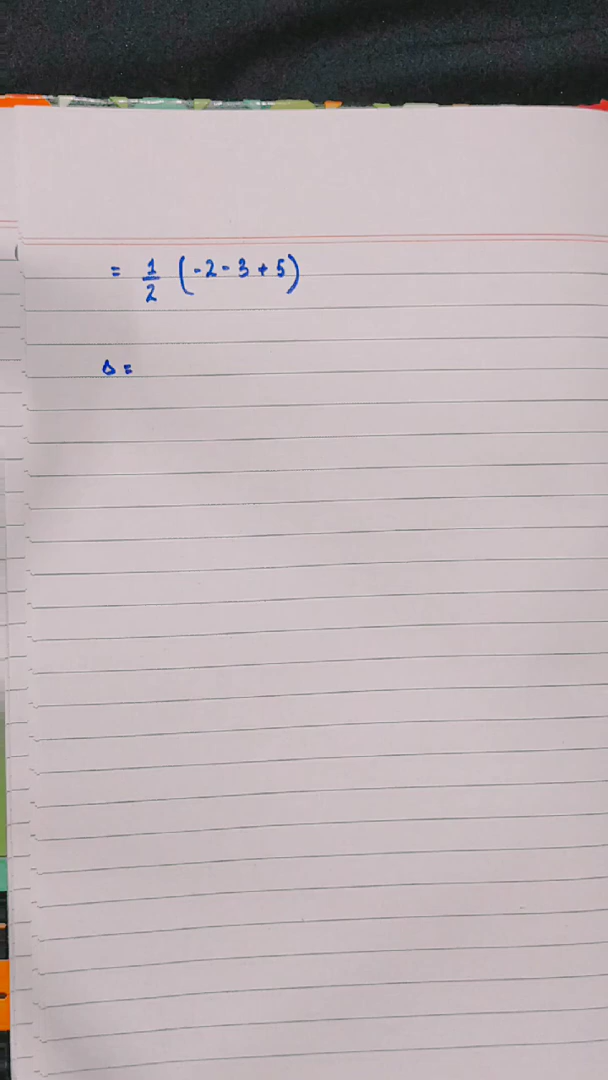 = 1/2 (-2-3+5)
Δ =